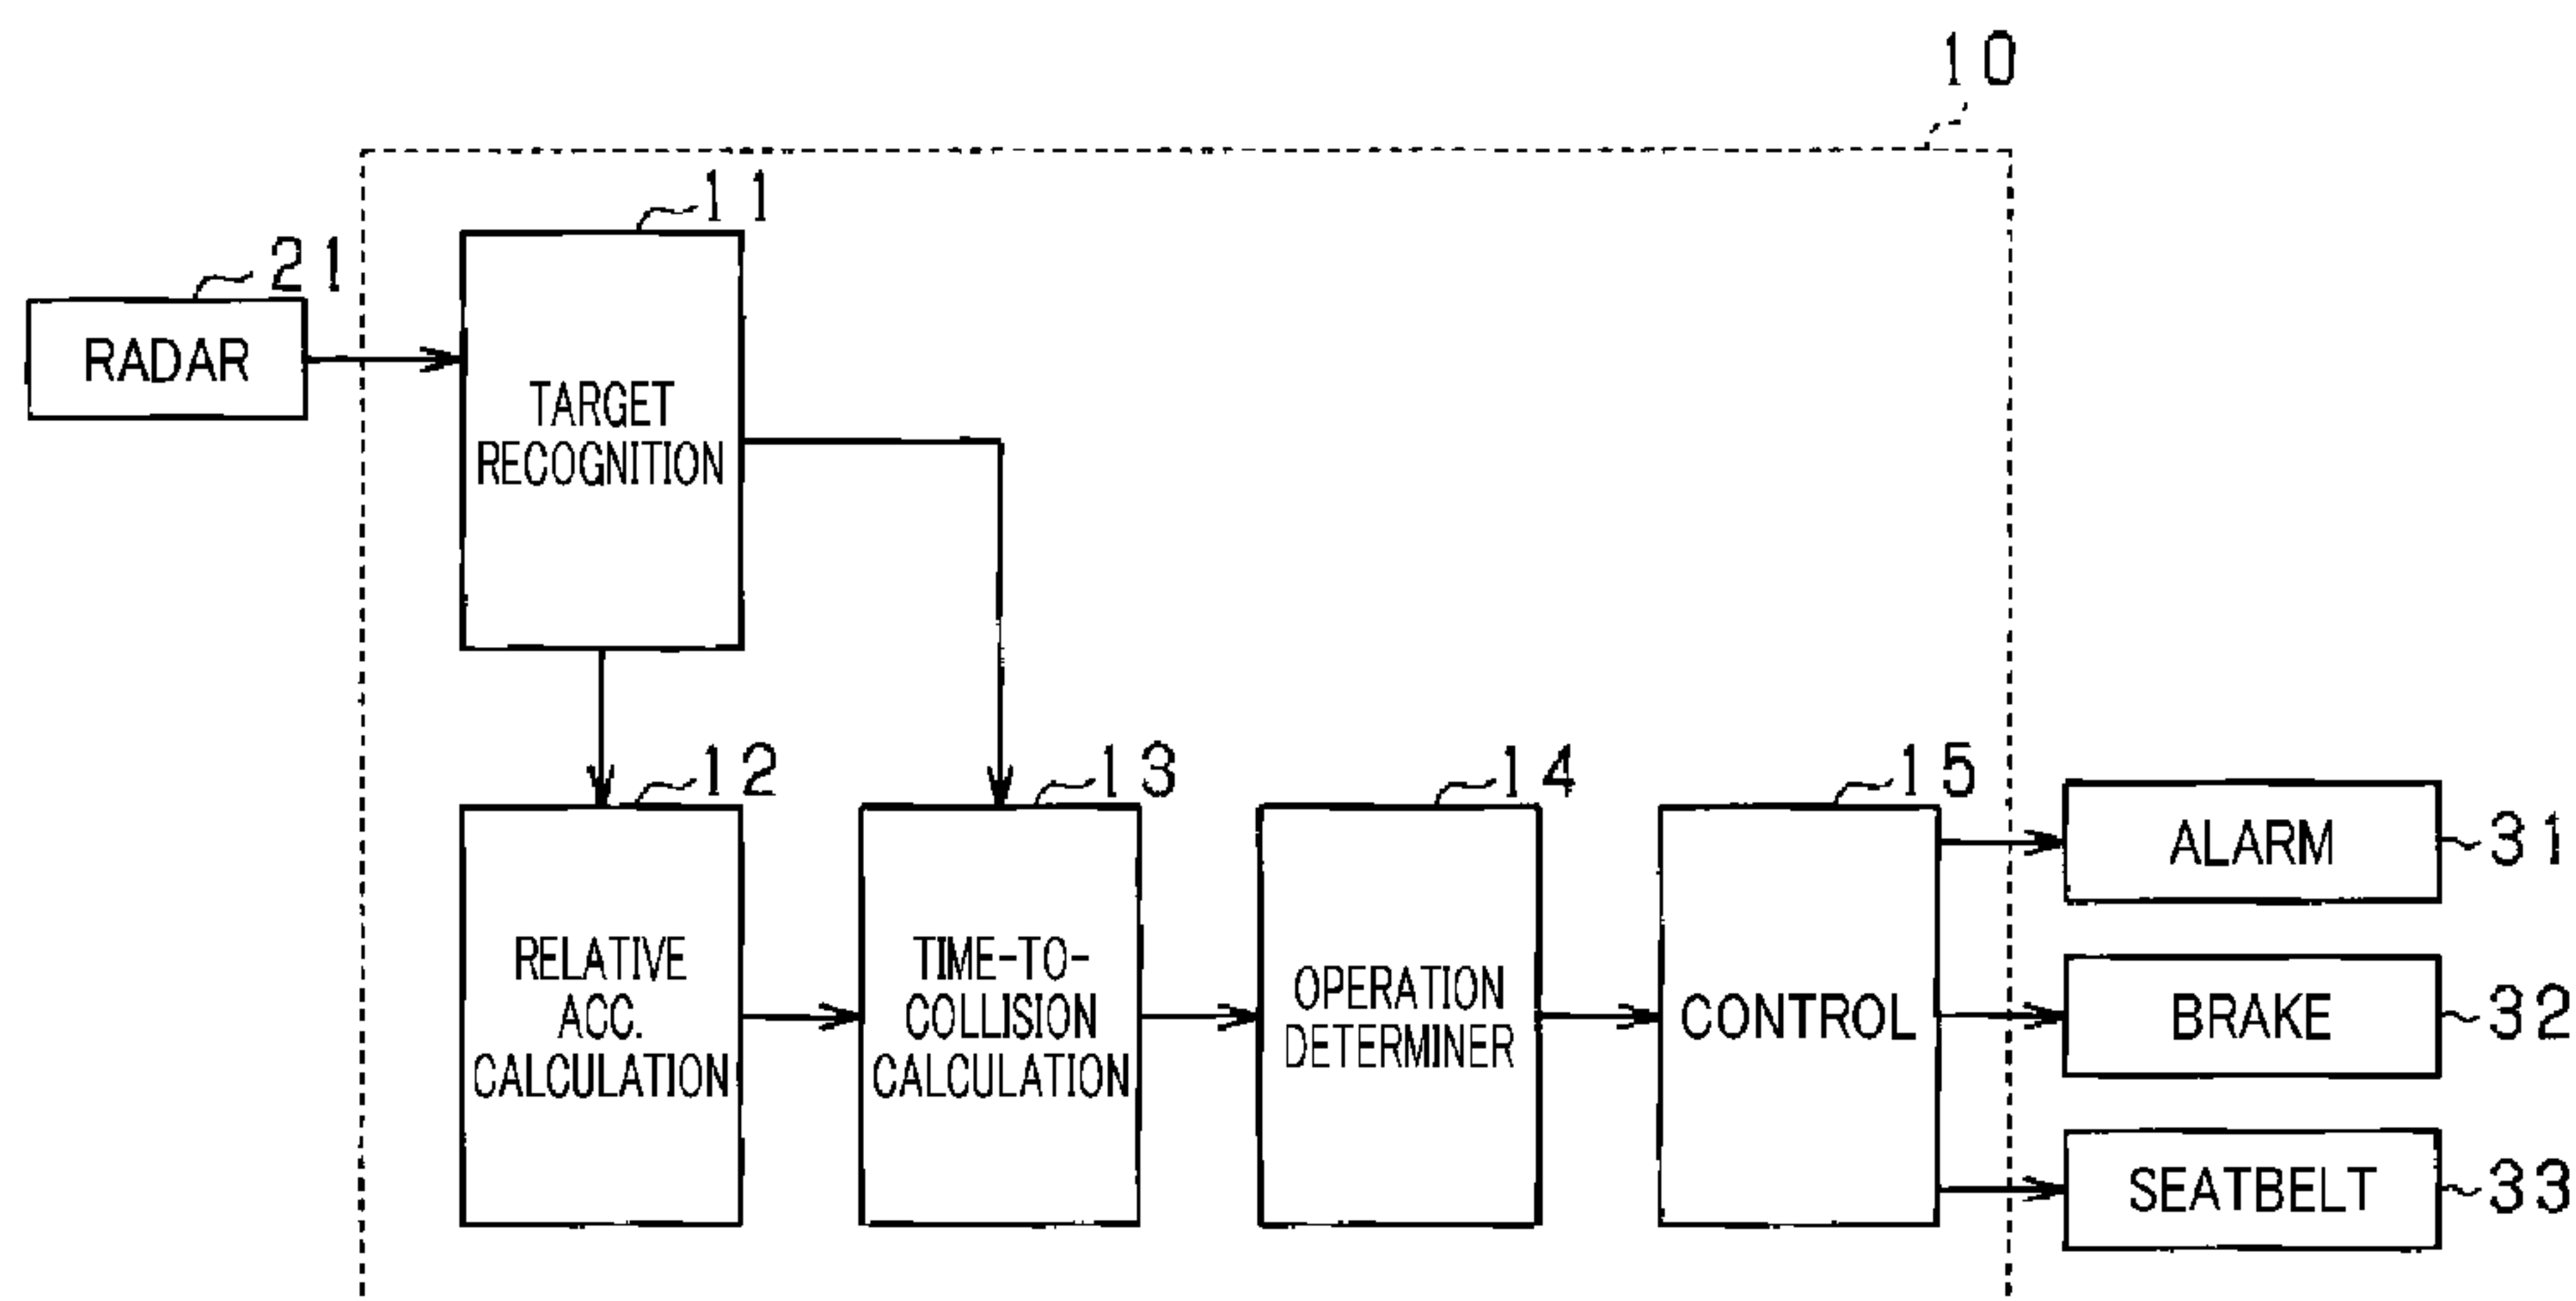 10
11
21
RADAR
TARGET
RECOGNITION
12
13
14
15
RELATIVE
ACC.
CALCULATION
TIME-TO-
COLLISION
CALCULATION
OPERATION
DETERMINER
CONTROL
ALARM
31
BRAKE
32
SEATBELT
33